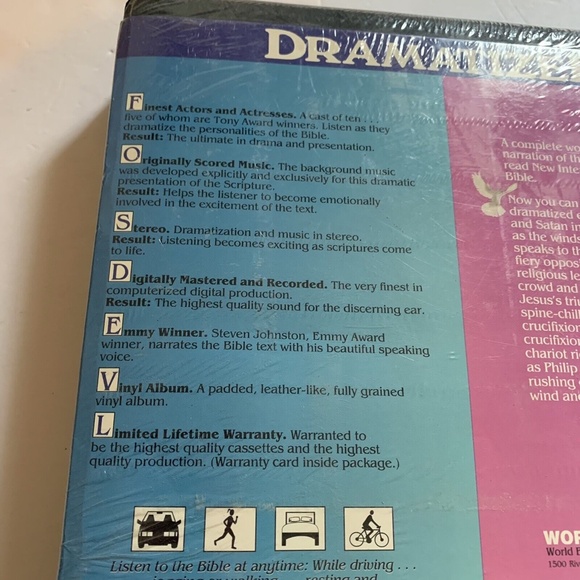 DRAMATIZE
Finest Actors and Actresses. A cast of ten . . .
five of whom are Tony Award winners. Listen as they
dramatize the personalities of the Bible.
Result: The ultimate in drama and presentation.
Originally Scored Music. The background music
was developed explicitly and exclusively for this dramatic
presentation of the Scripture.
Result: Helps the listener to become emotionally
involved in the excitement of the text.
Stereo. Dramatization and music in stereo.
Result: Listening becomes exciting as scriptures come
to life.
Digitally Mastered and Recorded. The very finest in
computerized digital production.
Result: The highest quality sound for the discerning ear.
Emmy Winner. Steven Johnston, Emmy Award
winner, narrates the Bible text with his beautiful speaking
voice.
Vinyl Album. A padded, leather-like, fully grained
vinyl album.
Limited Lifetime Warranty. Warranted to
be the highest quality cassettes and the highest
quality production. (Warranty card inside package.)
Listen to the Bible at anytime: While driving . . .
jogging or walking . . . resting and
A complete wo
narration of th
read New Inte
Bible.
Now you can
dramatized
and Satan in
as the winds
speaks to th
fiery oppos
religious le
crowd and
Jesus's tri
spine-chill
crucifixion
crucifixion
chariot ri
as Philip
rushing
wind an
WOR
World B
1500 Riv